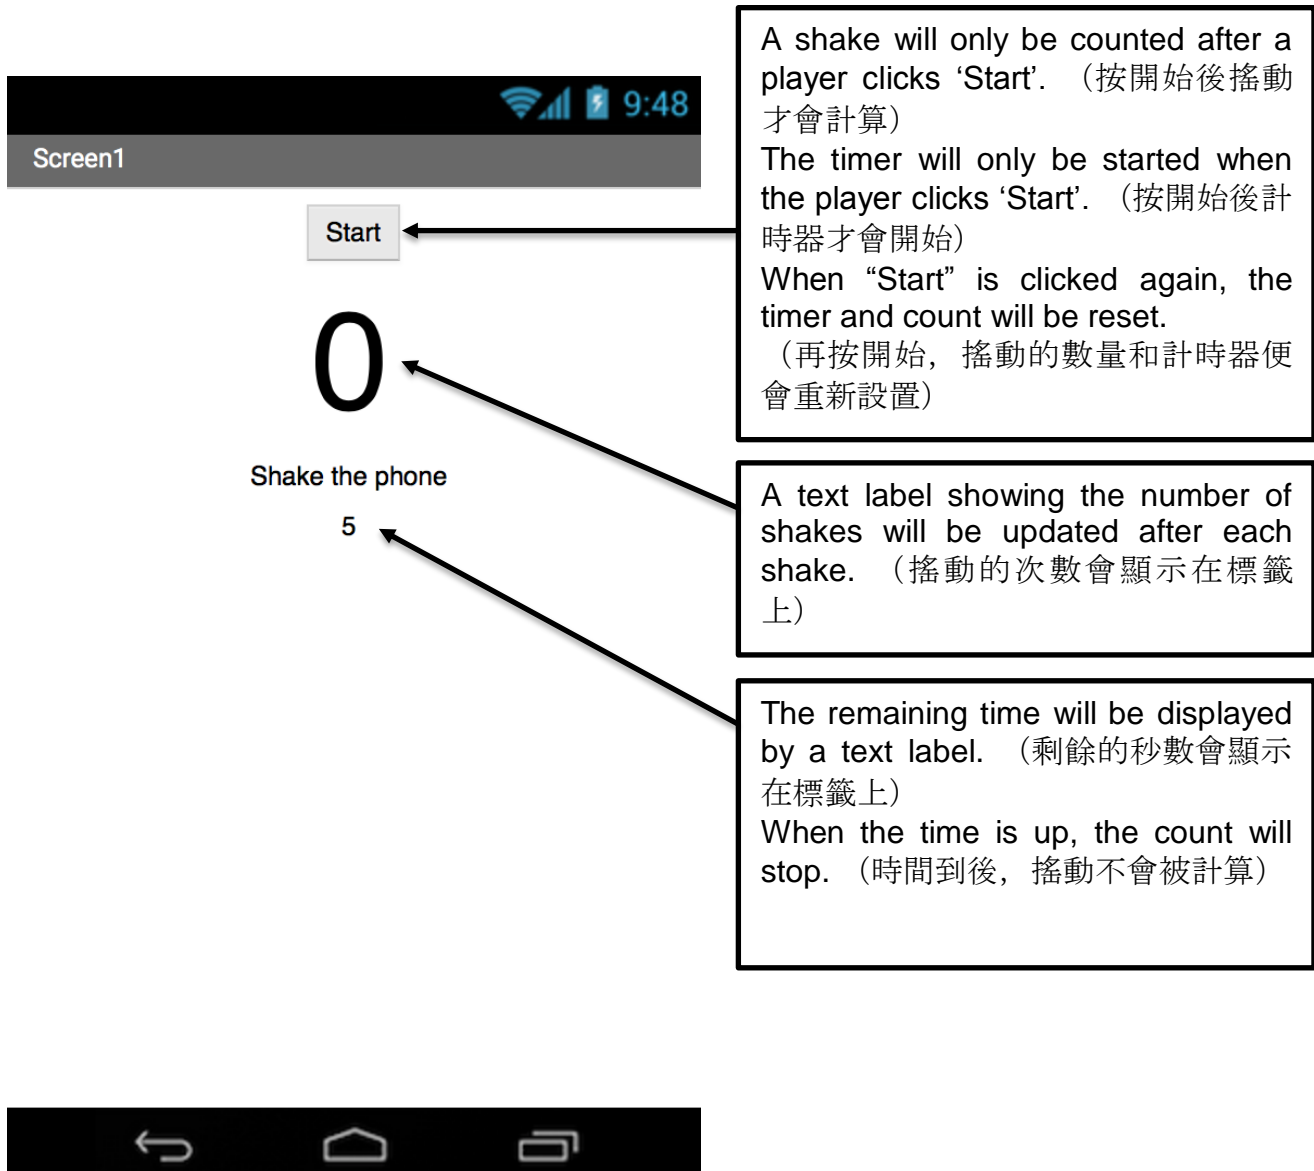 9:48
Screen1
Start
0
Shake the phone
5
A shake will only be counted after a
player clicks ‘Start’. （按開始後搖動
才會計算）
The timer will only be started when
the player clicks ‘Start’. （按開始後計
時器才會開始）
When “Start” is clicked again, the
timer and count will be reset.
（再按開始，搖動的數量和計時器便
會重新設置）
A text label showing the number of
shakes will be updated after each
shake. （搖動的次數會顯示在標籤
上）
The remaining time will be displayed
by a text label. （剩餘的秒數會顯示
在標籤上）
When the time is up, the count will
stop. （時間到後，搖動不會被計算）